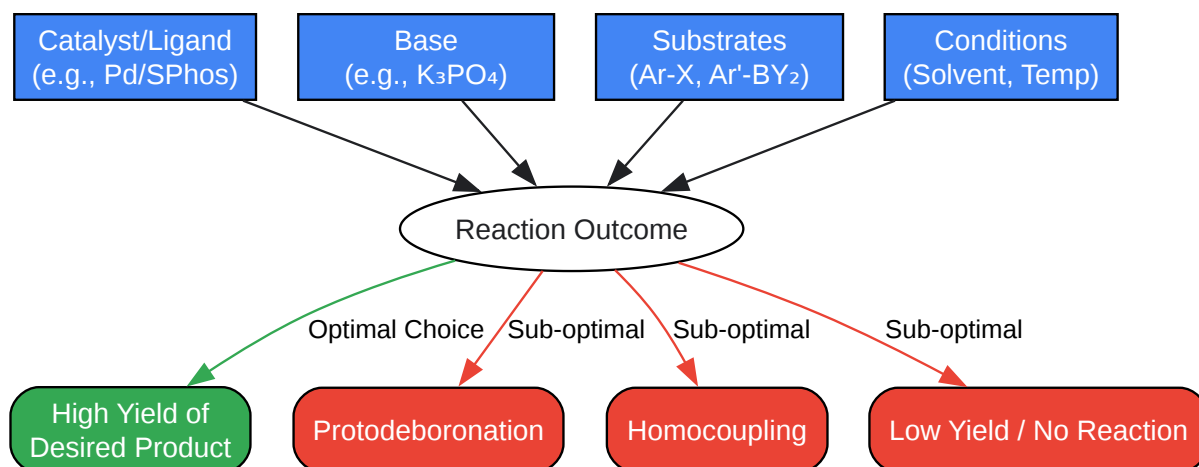 Catalyst/Ligand
(e.g., Pd/SPhos)
Base
(e.g., K₃PO₄)
Substrates
(Ar-X, Ar'-BY₂)
Conditions
(Solvent, Temp)
Reaction Outcome
Optimal Choice
Sub-optimal
Sub-optimal
Sub-optimal
High Yield of
Desired Product
Protodeboronation
Homocoupling
Low Yield / No Reaction